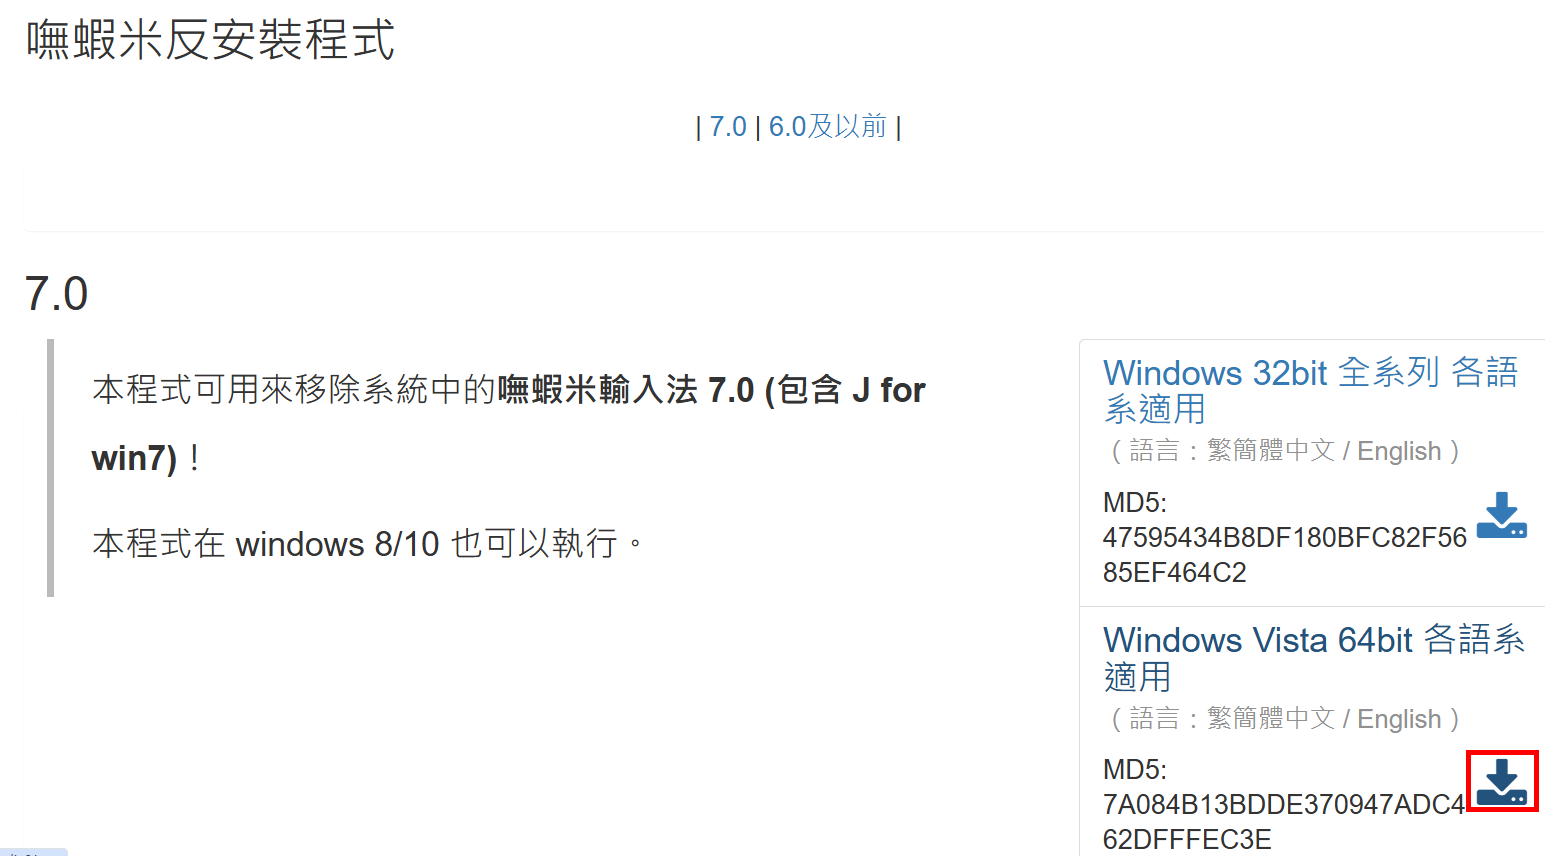 嘸蝦米反安裝程式
| 7.0 | 6.0及以前 |
7.0
本程式可用來移除系統中的嘸蝦米輸入法 7.0 (包含 J for
win7)！
本程式在 windows 8/10 也可以執行。
Windows 32bit 全系列 各語
系適用
（語言：繁簡體中文 / English）
MD5:
47595434B8DF180BFC82F56
85EF464C2
Windows Vista 64bit 各語系
適用
（語言：繁簡體中文 / English）
MD5:
7A084B13BDDE370947ADC4
62DFFFEC3E